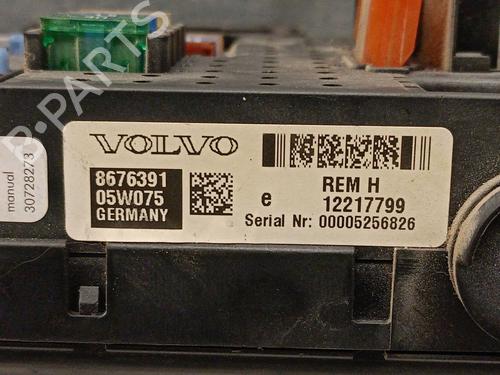 VOLVO
8676391
05W075
GERMANY
e
REM H
12217799
Serial Nr: 00005256826
manual
30728273
B-PARTS